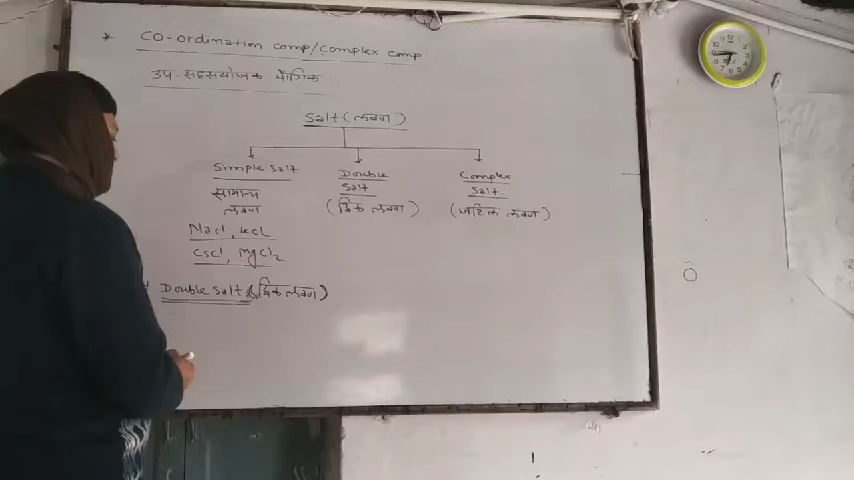 * CO-Ordination Comp/Complex Comp.
उप-सहसंयोजक यौगिक
Salt (लवण)
Simple Salt
सामान्य
लवण
NaCl, KCl
CsCl, MgCl₂
Double
Salt
(द्विक लवण)
Complex
Salt
(जटिल लवण)
Double Salt (द्विक लवण)